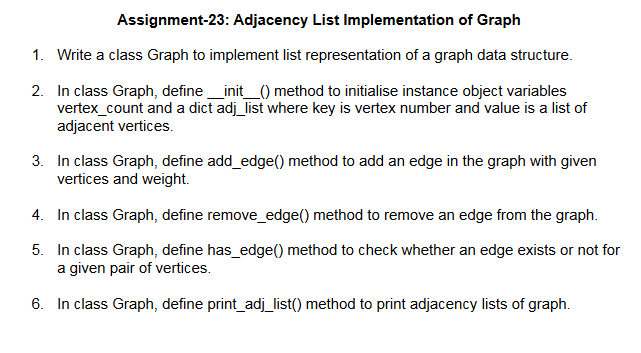 Assignment-23: Adjacency List Implementation of Graph
1. Write a class Graph to implement list representation of a graph data structure.
2. In class Graph, define __init__() method to initialise instance object variables
vertex_count and a dict adj_list where key is vertex number and value is a list of
adjacent vertices.
3. In class Graph, define add_edge() method to add an edge in the graph with given
vertices and weight.
4. In class Graph, define remove_edge() method to remove an edge from the graph.
5. In class Graph, define has_edge() method to check whether an edge exists or not for
a given pair of vertices.
6. In class Graph, define print_adj_list() method to print adjacency lists of graph.